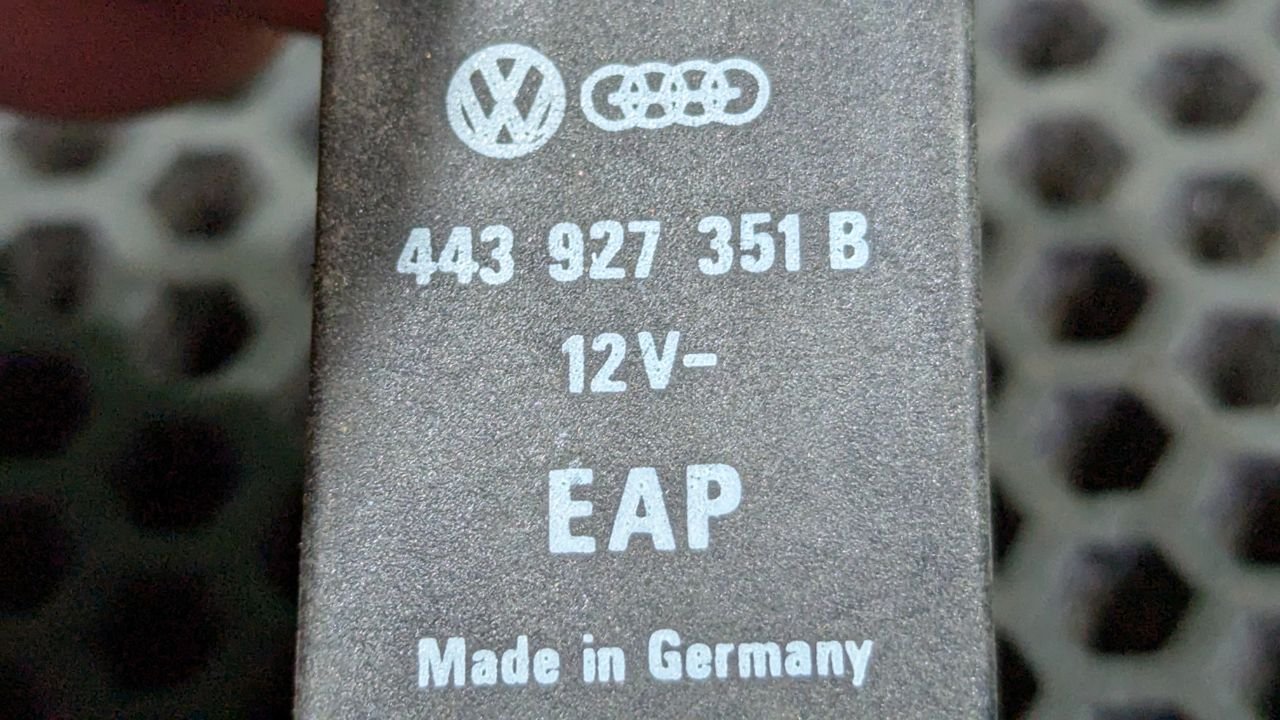 443 927 351 B
12V-
EAP
Made in Germany